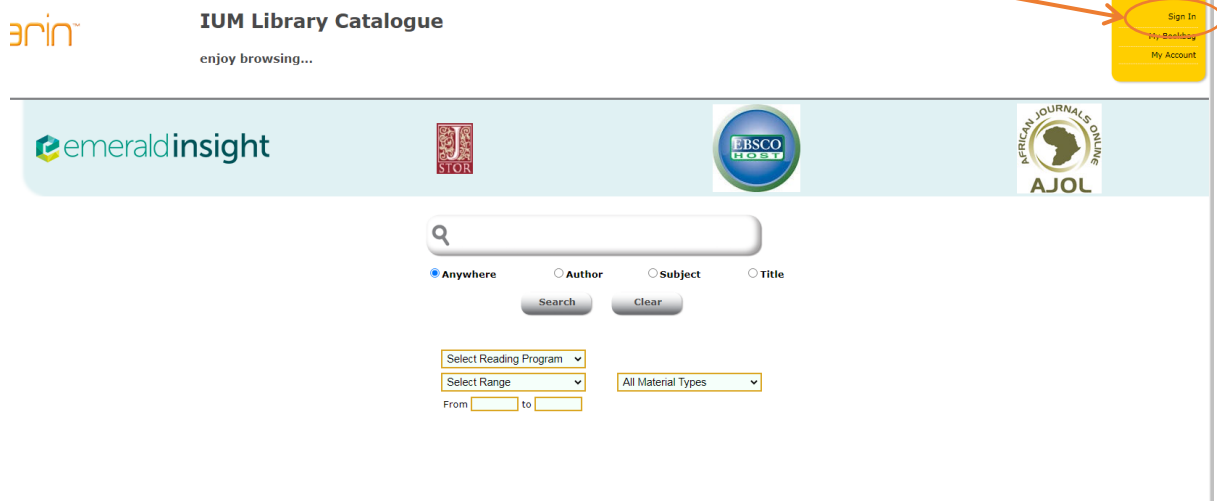 IUM Library Catalogue
enjoy browsing...
Sign In
My Bookbag
My Account
emeraldinsight
JSTOR
EBSCO
HOST
AFRICAN JOURNALS ONLINE
AJOL
Anywhere Author Subject Title
Search Clear
Select Reading Program
Select Range All Material Types
From to